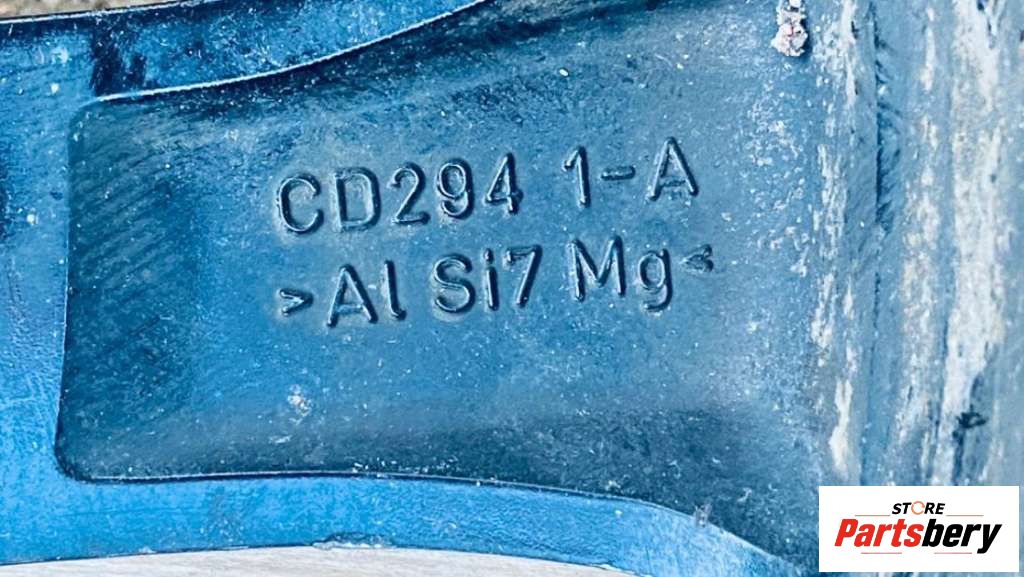 CD294 1-A
>Al Si7 Mg<
STORE
Partsbery